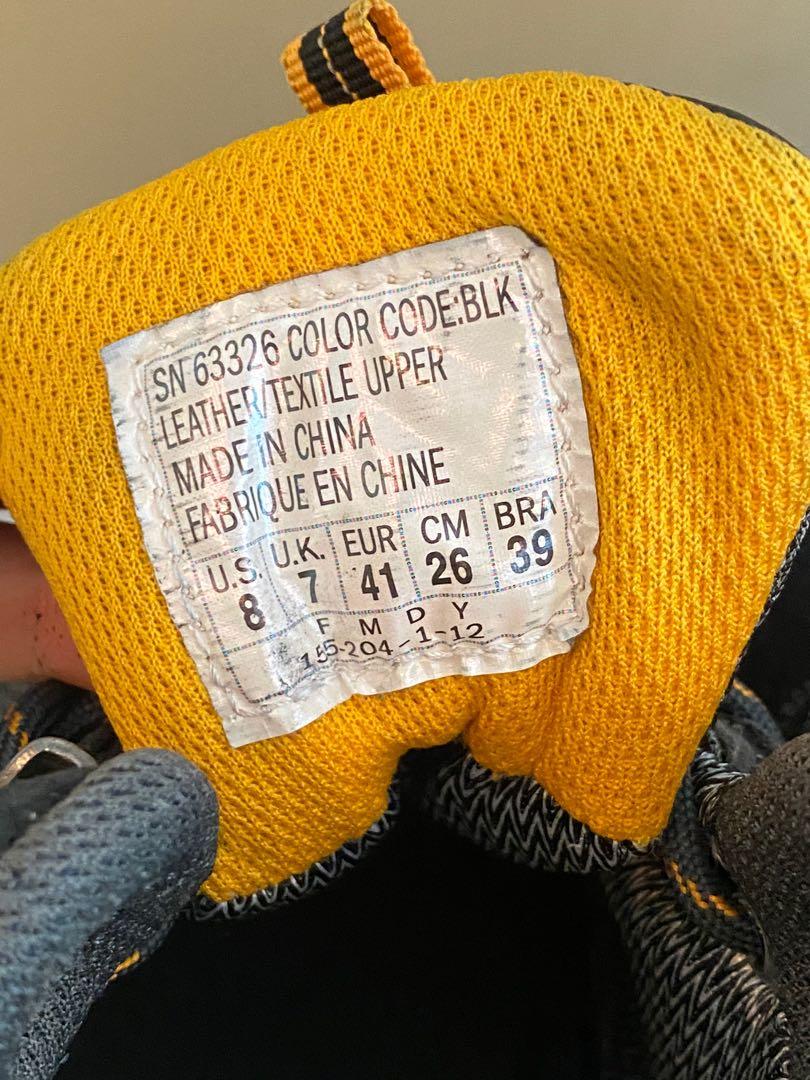 SN 63326 COLOR CODE:BLK
LEATHER/TEXTILE UPPER
MADE IN CHINA
FABRIQUE EN CHINE
U.S. U.K. EUR CM BRA
8 7 41 26 39
F M D Y
155-204-1-12